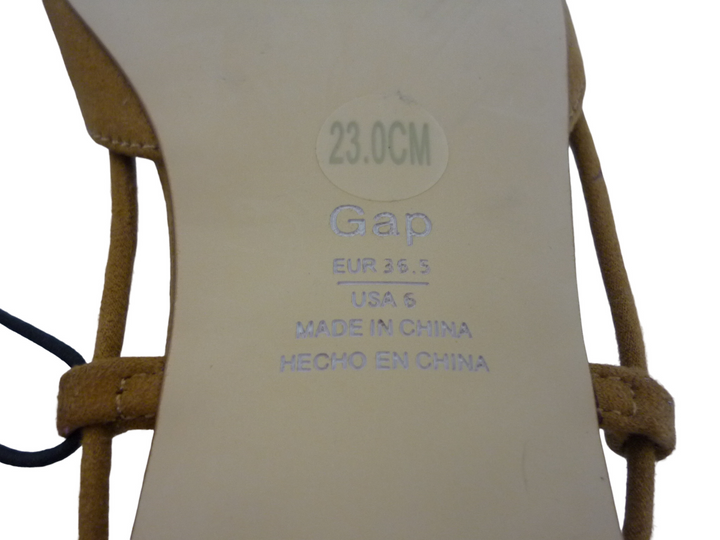 23.0CM
Gap
EUR 36.5
USA 6
MADE IN CHINA
HECHO EN CHINA